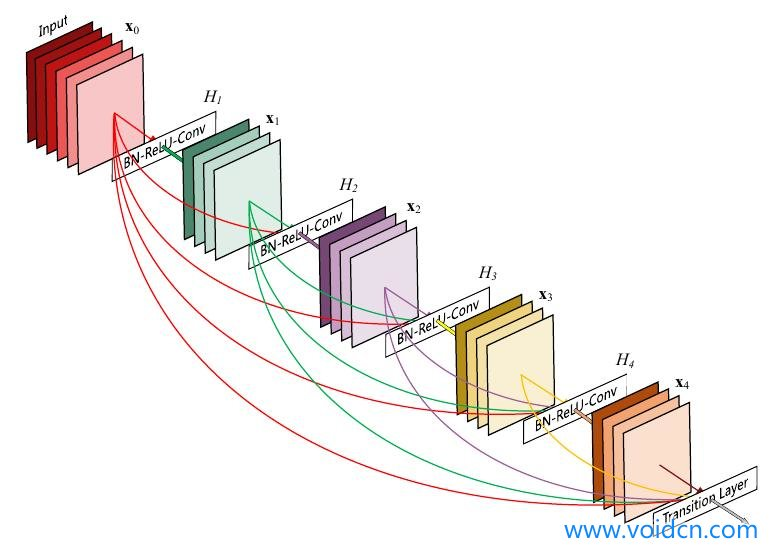 Input
x0
H1
BN-ReLU-Conv
x1
H2
BN-ReLU-Conv
x2
H3
BN-ReLU-Conv
x3
H4
BN-ReLU-Conv
x4
Transition Layer
www.voidcn.com